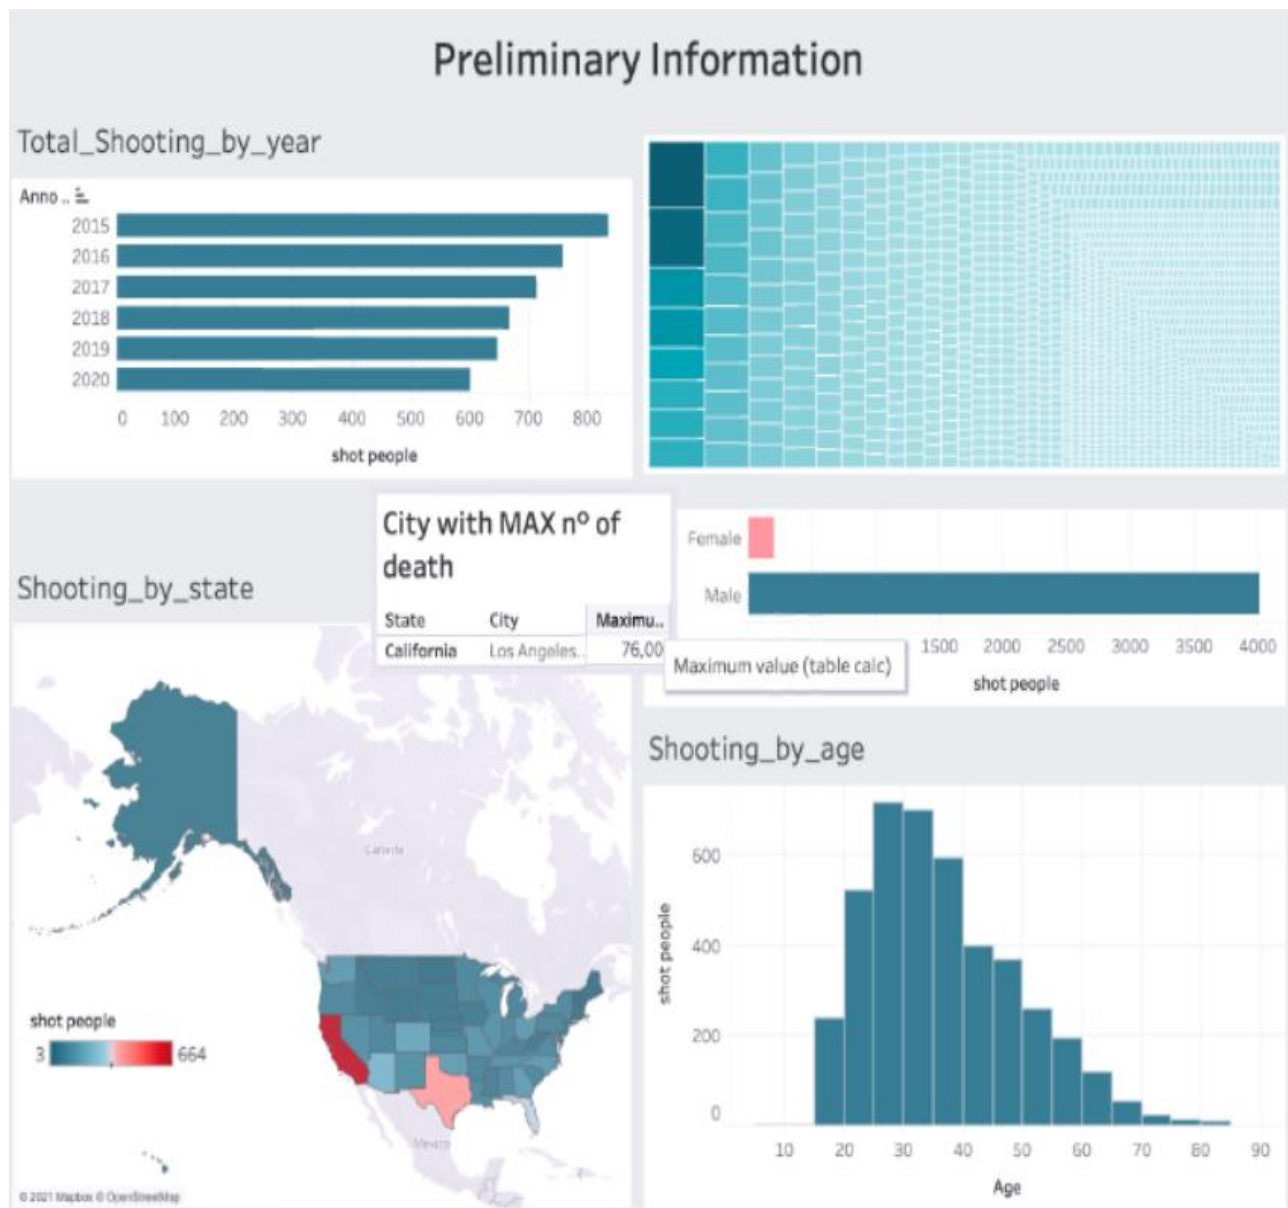 Preliminary Information
Total_Shooting_by_year
Anno ..
2015
2016
2017
2018
2019
2020
0 100 200 300 400 500 600 700 800
shot people
City with MAX nº of
death
State City Maximu..
California Los Angeles.. 76,00
Maximum value (table calc)
Female
Male
1500 2000 2500 3000 3500 4000
shot people
Shooting_by_state
Canada
Mexico
shot people
3 664
© 2021 Mapbox © OpenStreetMap
Shooting_by_age
shot people
600
400
200
0
10 20 30 40 50 60 70 80 90
Age